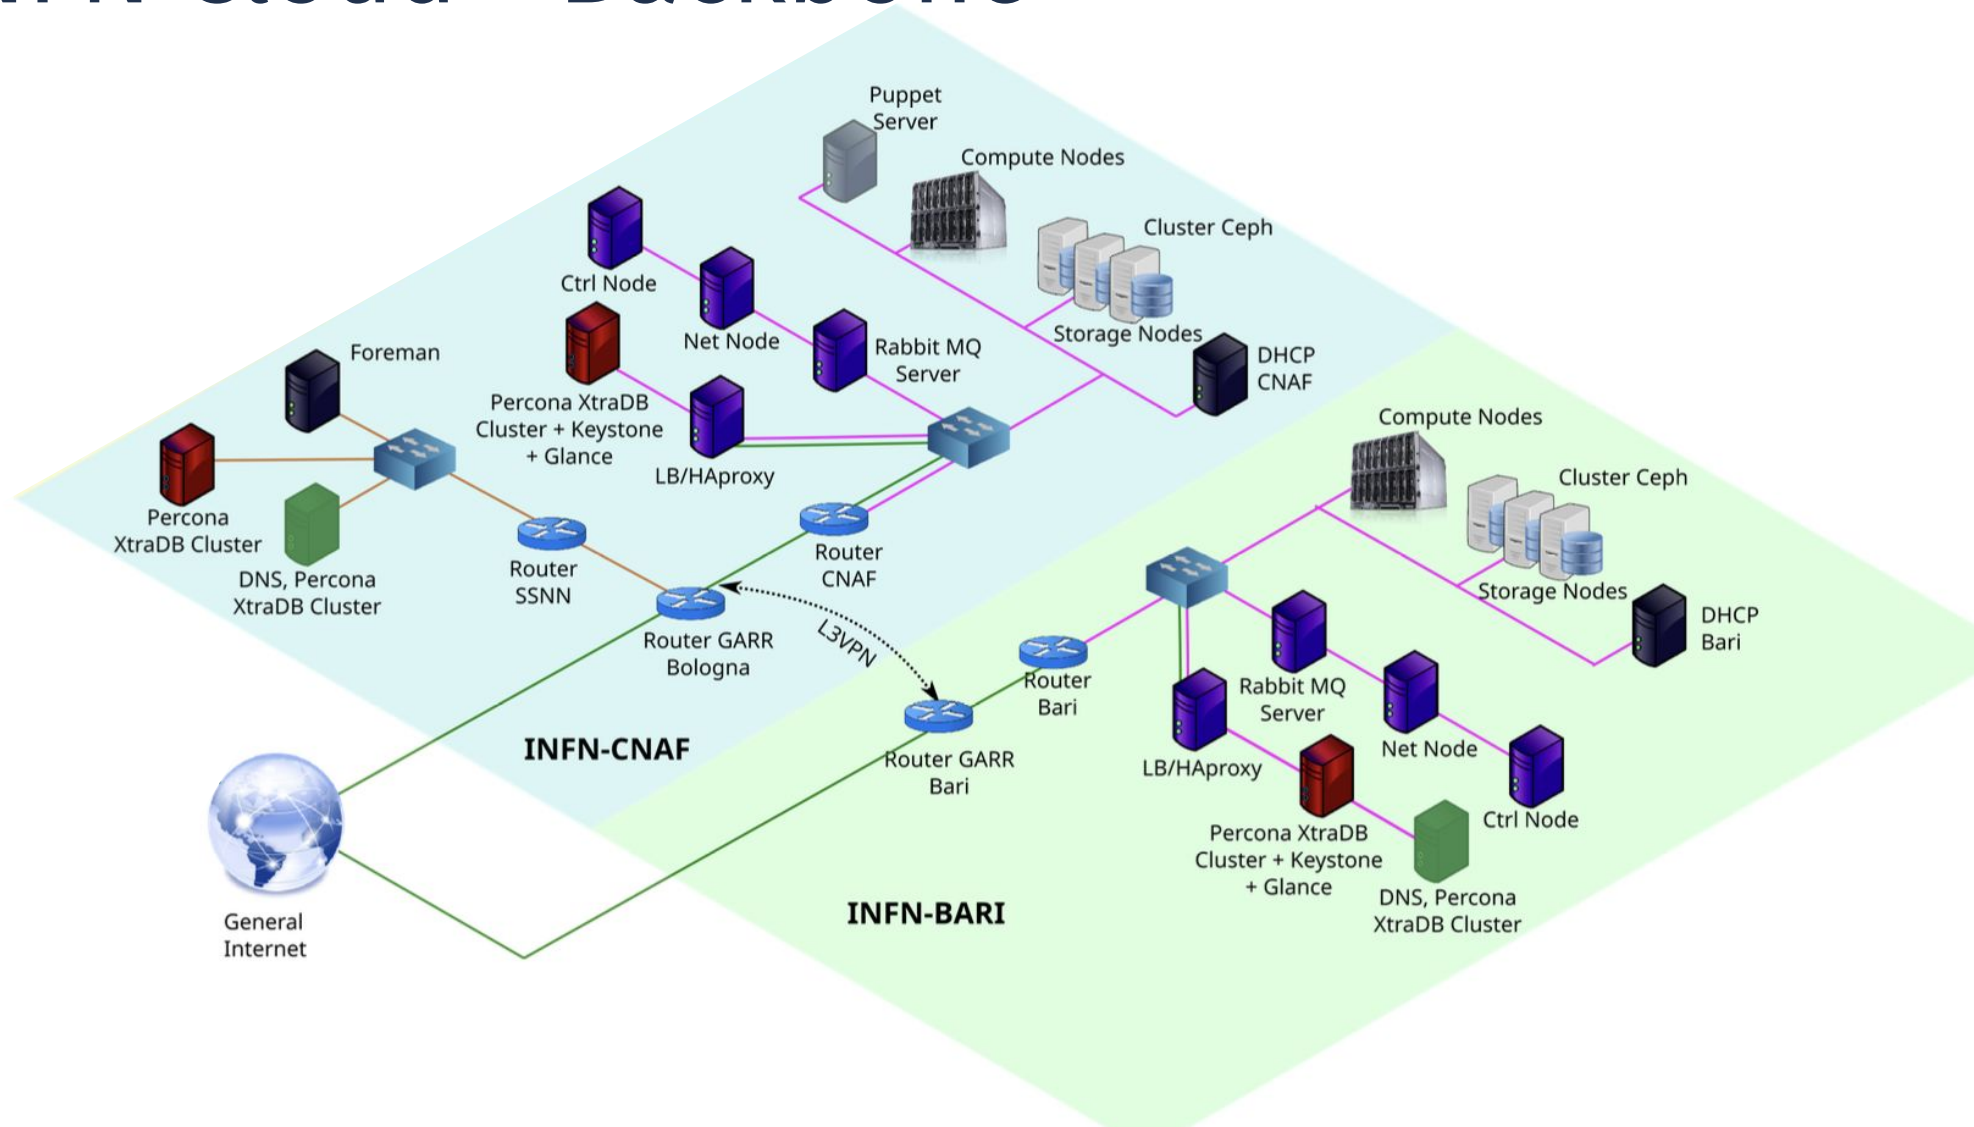 Cloud - Backbone
Puppet
Server
Compute Nodes
Cluster Ceph
Storage Nodes
DHCP
CNAF
Ctrl Node
Net Node
Rabbit MQ
Server
Percona XtraDB
Cluster + Keystone
+ Glance
LB/HAproxy
Foreman
Percona
XtraDB Cluster
DNS, Percona
XtraDB Cluster
Router
SSNN
Router
CNAF
Router GARR
Bologna
L3VPN
INFN-CNAF
General
Internet
Compute Nodes
Cluster Ceph
Storage Nodes
DHCP
Bari
Router
Bari
Router GARR
Bari
Rabbit MQ
Server
Net Node
Ctrl Node
LB/HAproxy
Percona XtraDB
Cluster + Keystone
+ Glance
DNS, Percona
XtraDB Cluster
INFN-BARI